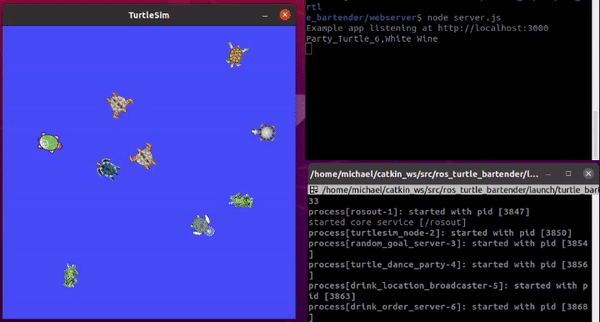 TurtleSim
rtl
e_bartender/webserver$ node server.js
Example app listening at http://localhost:3000
Party_Turtle_6,White Wine
/home/michael/catkin_ws/src/ros_turtle_bartender/l...
/home/michael/catkin_ws/src/ros_turtle_bartender/launch/turtle_bart
33
process[rosout-1]: started with pid [3847]
started core service [/rosout]
process[turtlesim_node-2]: started with pid [3850]
process[random_goal_server-3]: started with pid [3854
]
process[turtle_dance_party-4]: started with pid [3856
]
process[drink_location_broadcaster-5]: started with p
id [3863]
process[drink_order_server-6]: started with pid [3868
]